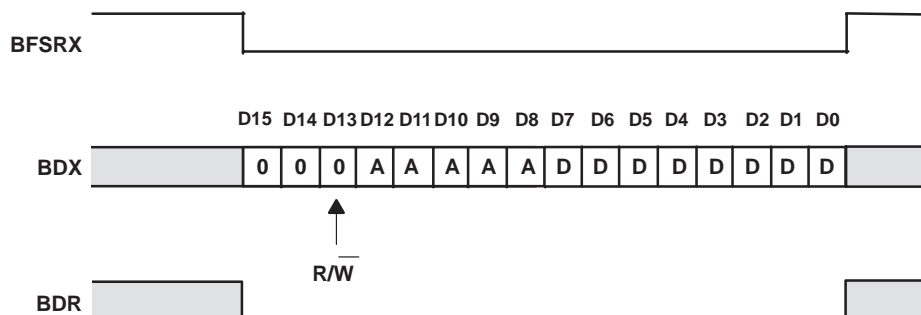 BFSRX
D15 D14 D13 D12 D11 D10 D9 D8 D7 D6 D5 D4 D3 D2 D1 D0
BDX 0 0 0 A A A A A D D D D D D D D
R/W̅
BDR